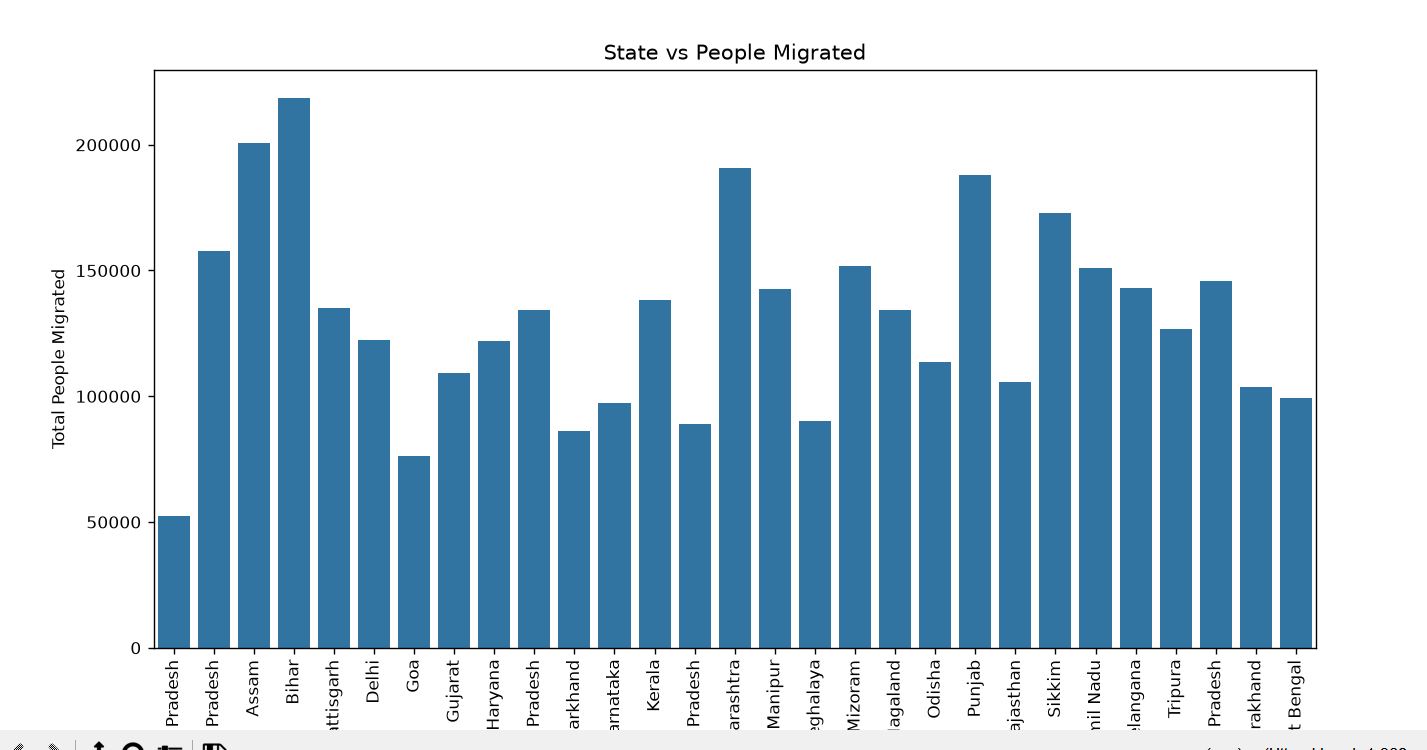 State vs People Migrated
Total People Migrated
200000
150000
100000
50000
0
Pradesh
Pradesh
Assam
Bihar
attisgarh
Delhi
Goa
Gujarat
Haryana
Pradesh
arkhand
arnataka
Kerala
Pradesh
arashtra
Manipur
eghalaya
Mizoram
agaland
Odisha
Punjab
ajasthan
Sikkim
mil Nadu
elangana
Tripura
Pradesh
rakhand
t Bengal